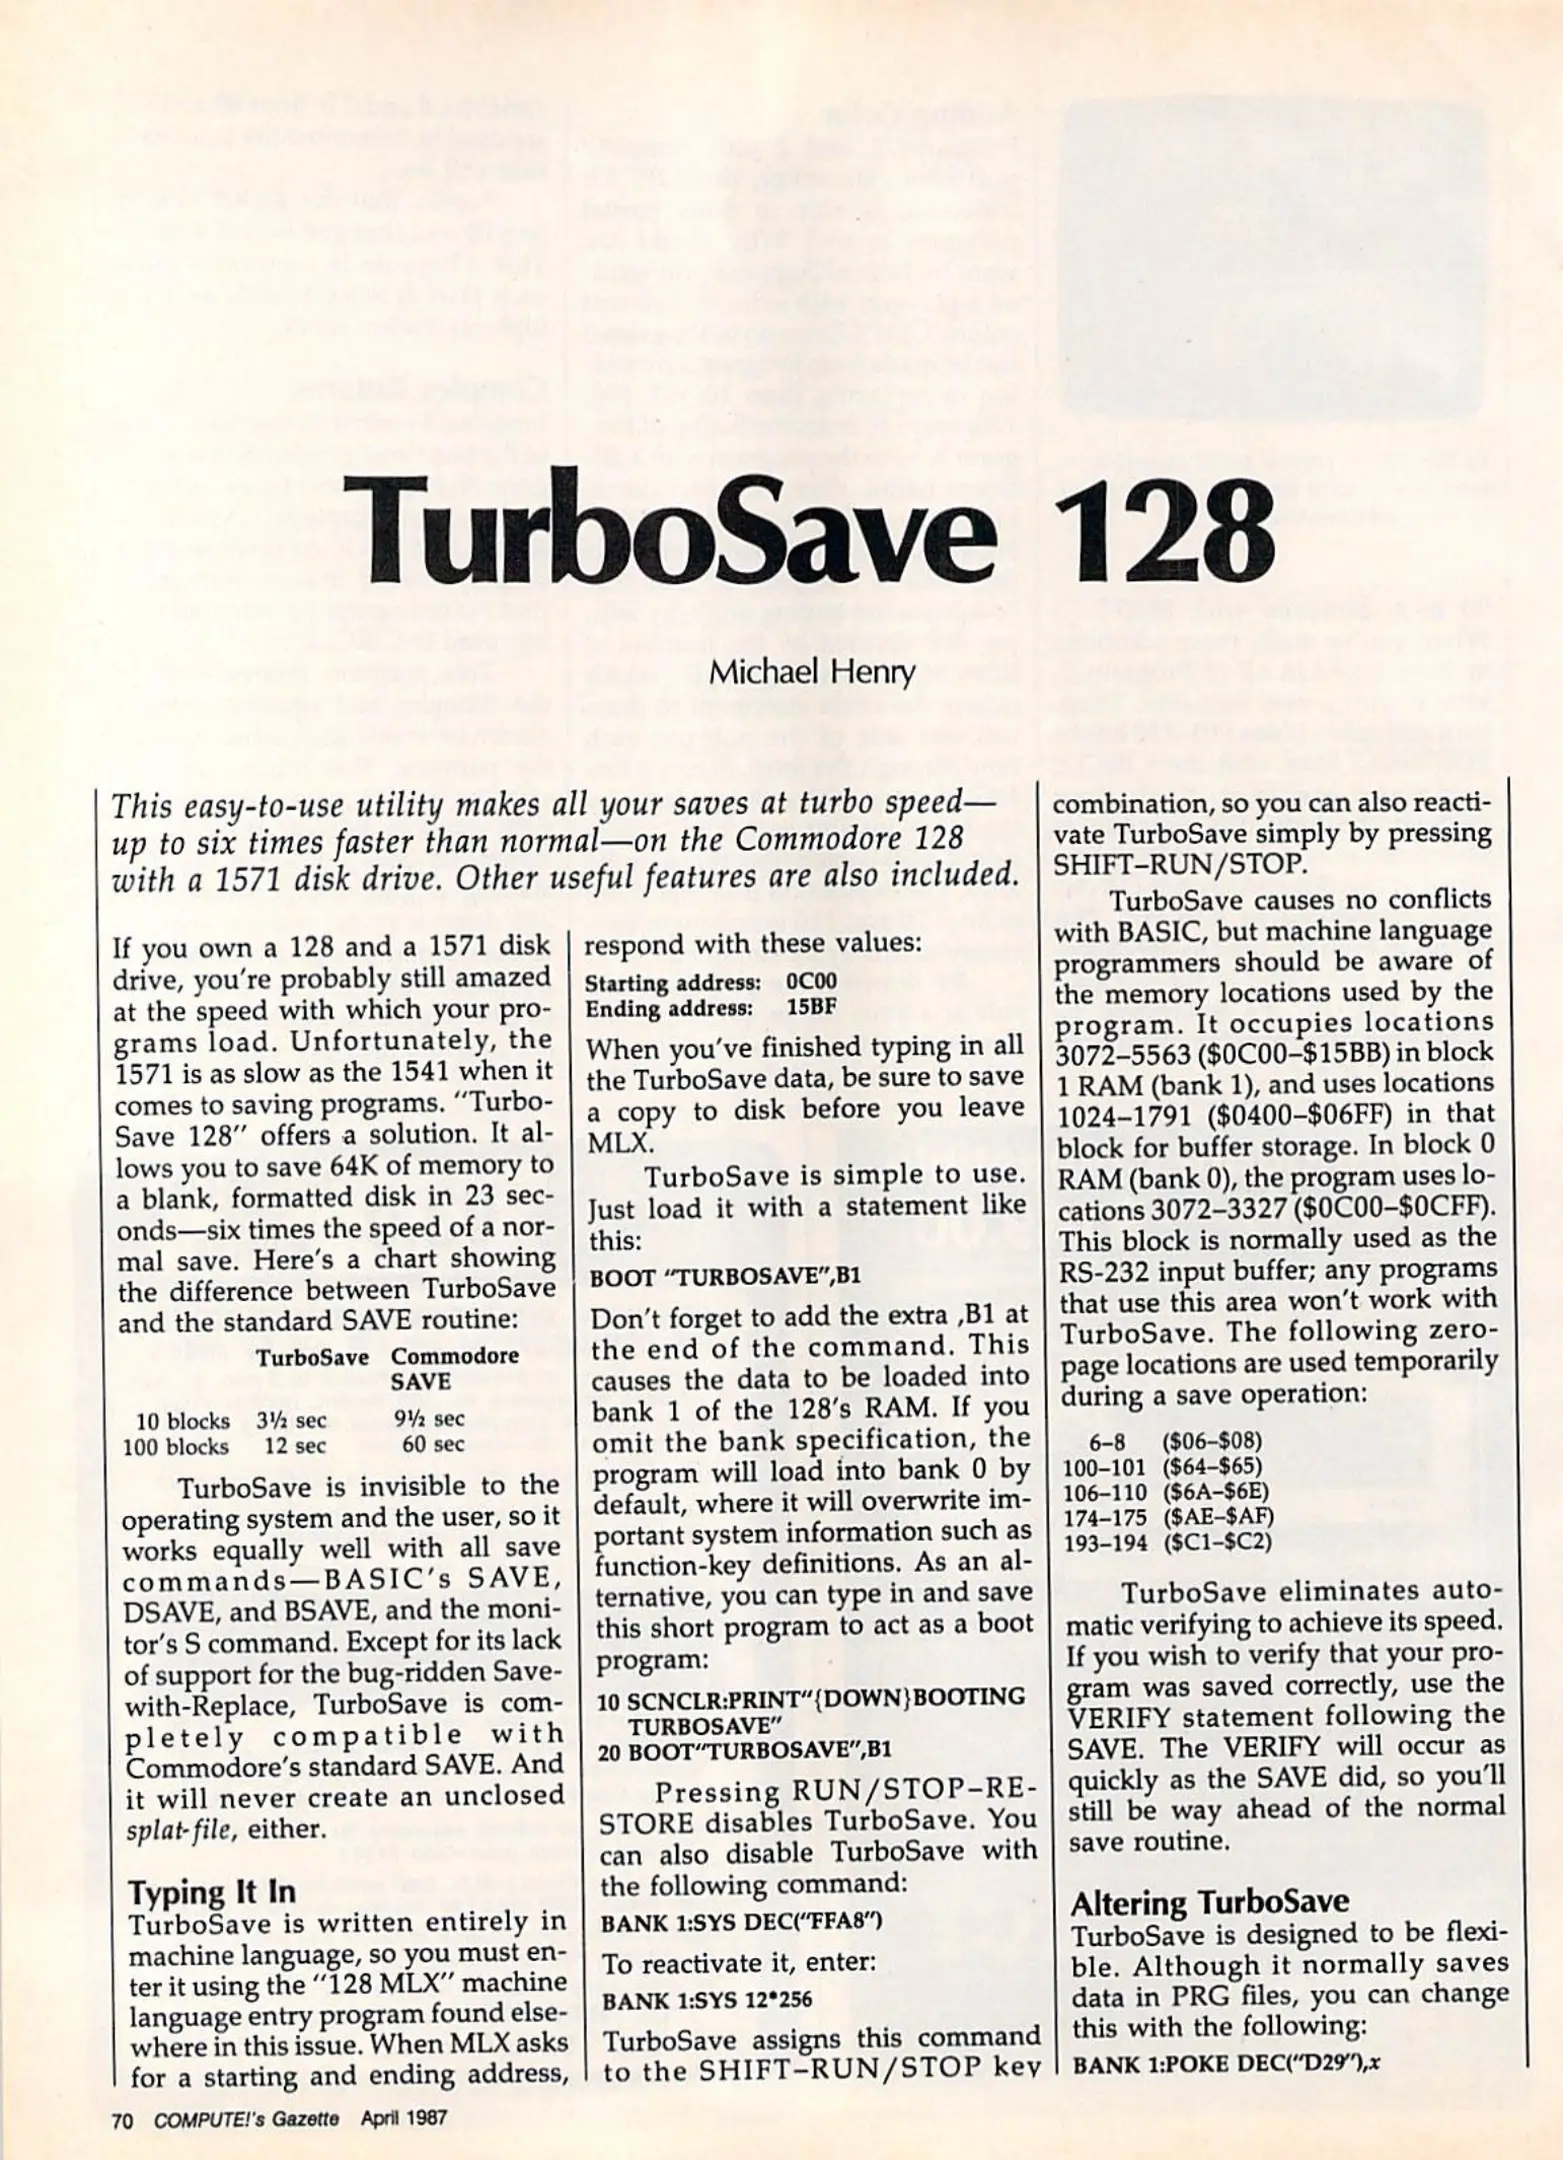 TurboSave 128
Michael Henry
This easy-to-use utility makes all your saves at turbo speed—
up to six times faster than normal—on the Commodore 128
with a 1571 disk drive. Other useful features are also included.
If you own a 128 and a 1571 disk
drive, you're probably still amazed
at the speed with which your pro-
grams load. Unfortunately, the
1571 is as slow as the 1541 when it
comes to saving programs. "Turbo-
Save 128" offers a solution. It al-
lows you to save 64K of memory to
a blank, formatted disk in 23 sec-
onds—six times the speed of a nor-
mal save. Here's a chart showing
the difference between TurboSave
and the standard SAVE routine:
TurboSave Commodore
SAVE
10 blocks 3½ sec 9½ sec
100 blocks 12 sec 60 sec
TurboSave is invisible to the
operating system and the user, so it
works equally well with all save
commands—BASIC's SAVE,
DSAVE, and BSAVE, and the moni-
tor's S command. Except for its lack
of support for the bug-ridden Save-
with-Replace, TurboSave is com-
pletely compatible with
Commodore's standard SAVE. And
it will never create an unclosed
splat-file, either.
Typing It In
TurboSave is written entirely in
machine language, so you must en-
ter it using the "128 MLX" machine
language entry program found else-
where in this issue. When MLX asks
for a starting and ending address,
respond with these values:
Starting address: 0C00
Ending address: 15BF
When you've finished typing in all
the TurboSave data, be sure to save
a copy to disk before you leave
MLX.
TurboSave is simple to use.
Just load it with a statement like
this:
BOOT "TURBOSAVE",B1
Don't forget to add the extra ,B1 at
the end of the command. This
causes the data to be loaded into
bank 1 of the 128's RAM. If you
omit the bank specification, the
program will load into bank 0 by
default, where it will overwrite im-
portant system information such as
function-key definitions. As an al-
ternative, you can type in and save
this short program to act as a boot
program:
10 SCNCLR:PRINT"{DOWN}BOOTING
TURBOSAVE"
20 BOOT"TURBOSAVE",B1
Pressing RUN/STOP–RE-
STORE disables TurboSave. You
can also disable TurboSave with
the following command:
BANK 1:SYS DEC("FFA8")
To reactivate it, enter:
BANK 1:SYS 12*256
TurboSave assigns this command
to the SHIFT–RUN/STOP key
combination, so you can also reacti-
vate TurboSave simply by pressing
SHIFT–RUN/STOP.
TurboSave causes no conflicts
with BASIC, but machine language
programmers should be aware of
the memory locations used by the
program. It occupies locations
3072–5563 ($0C00–$15BB) in block
1 RAM (bank 1), and uses locations
1024–1791 ($0400–$06FF) in that
block for buffer storage. In block 0
RAM (bank 0), the program uses lo-
cations 3072–3327 ($0C00–$0CFF).
This block is normally used as the
RS-232 input buffer; any programs
that use this area won't work with
TurboSave. The following zero-
page locations are used temporarily
during a save operation:
6–8 ($06–$08)
100–101 ($64–$65)
106–110 ($6A–$6E)
174–175 ($AE–$AF)
193–194 ($C1–$C2)
TurboSave eliminates auto-
matic verifying to achieve its speed.
If you wish to verify that your pro-
gram was saved correctly, use the
VERIFY statement following the
SAVE. The VERIFY will occur as
quickly as the SAVE did, so you'll
still be way ahead of the normal
save routine.
Altering TurboSave
TurboSave is designed to be flexi-
ble. Although it normally saves
data in PRG files, you can change
this with the following:
BANK 1:POKE DEC("D29"),x
70 COMPUTE!'s Gazette April 1987